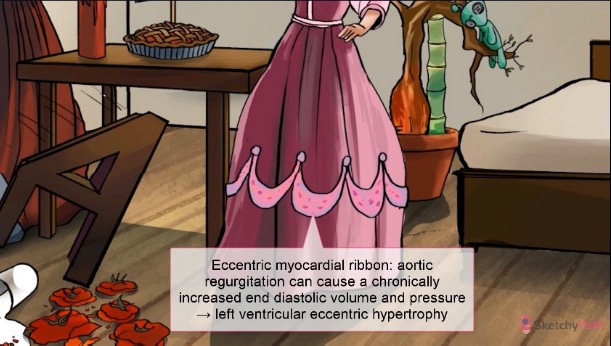 Eccentric myocardial ribbon: aortic
regurgitation can cause a chronically
increased end diastolic volume and pressure
→ left ventricular eccentric hypertrophy